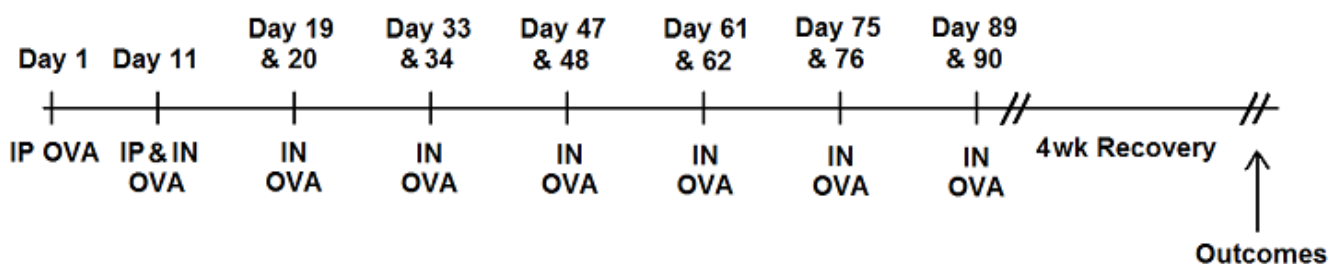 Day 1 Day 11 Day 19 & 20 Day 33 & 34 Day 47 & 48 Day 61 & 62 Day 75 & 76 Day 89 & 90
IP OVA IP & IN OVA IN OVA IN OVA IN OVA IN OVA IN OVA IN OVA 4wk Recovery
Outcomes